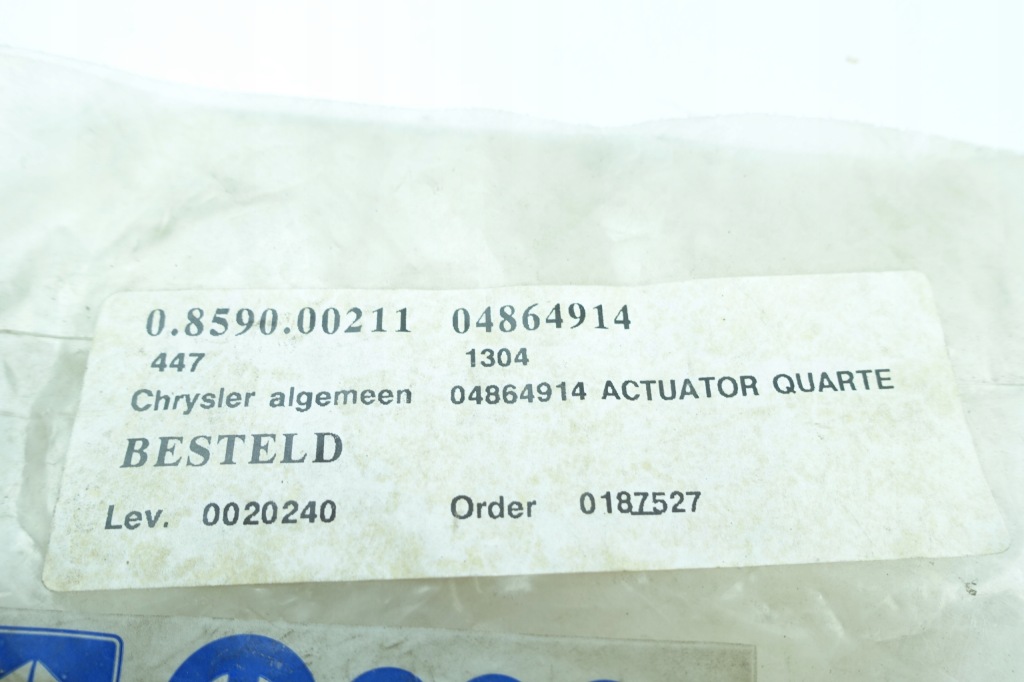 0.8590.00211 04864914
447 1304
Chrysler algemeen 04864914 ACTUATOR QUARTE
BESTELD
Lev. 0020240 Order 0187527